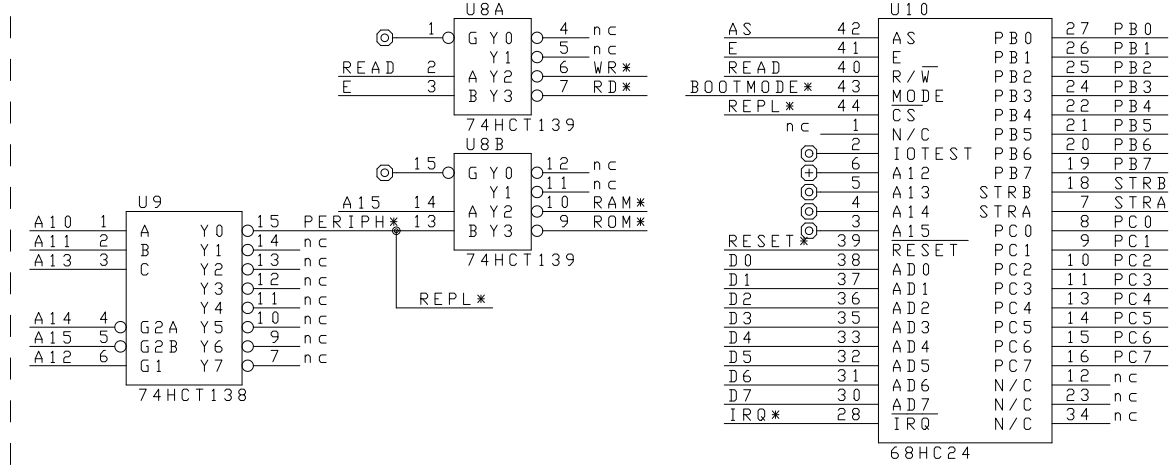 U8A
1 G Y0 4 nc
Y1 5 nc
READ 2 A Y2 6 WR*
E 3 B Y3 7 RD*
74HCT139
U8B
15 G Y0 12 nc
Y1 11 nc
A15 14 A Y2 10 RAM*
PERIPH* 13 B Y3 9 ROM*
74HCT139
REPL*
U9
A10 1 A Y0 15
A11 2 B Y1 14 nc
A13 3 C Y2 13 nc
Y3 12 nc
Y4 11 nc
A14 4 G2A Y5 10 nc
A15 5 G2B Y6 9 nc
A12 6 G1 Y7 7 nc
74HCT138
U10
AS 42 AS PB0 27 PB0
E 41 E PB1 26 PB1
READ 40 R/W PB2 25 PB2
BOOTMODE* 43 MODE PB3 24 PB3
REPL* 44 CS PB4 22 PB4
nc 1 N/C PB5 21 PB5
2 IOTEST PB6 20 PB6
6 A12 PB7 19 PB7
5 A13 STRB 18 STRB
4 A14 STRA 7 STRA
3 A15 PC0 8 PC0
RESET* 39 RESET PC1 9 PC1
D0 38 AD0 PC2 10 PC2
D1 37 AD1 PC3 11 PC3
D2 36 AD2 PC4 13 PC4
D3 35 AD3 PC5 14 PC5
D4 33 AD4 PC6 15 PC6
D5 32 AD5 PC7 16 PC7
D6 31 AD6 N/C 12 nc
D7 30 AD7 N/C 23 nc
IRQ* 28 IRQ N/C 34 nc
68HC24